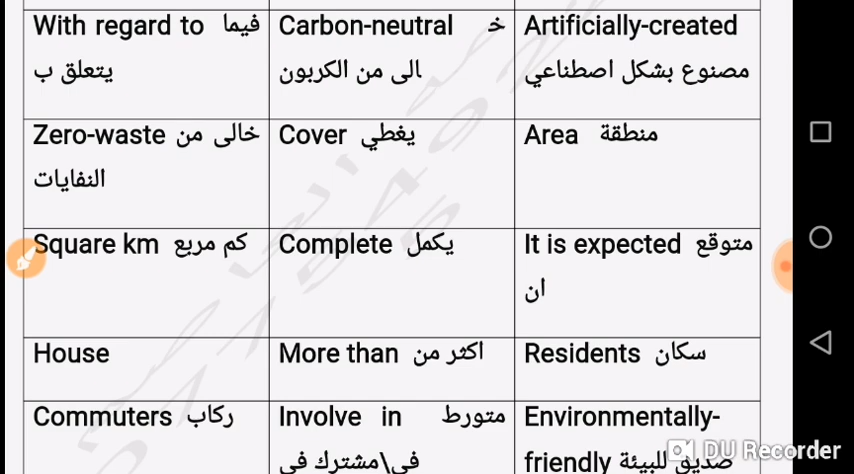 With regard to فيما
يتعلق ب
Carbon-neutral خ
الى من الكربون
Artificially-created
مصنوع بشكل اصطناعي
Zero-waste خالى من
النفايات
Cover يغطي
Area منطقة
Square km كم مربع
Complete يكمل
It is expected متوقع
ان
House
More than اكثر من
Residents سكان
Commuters ركاب
Involve in متورط
في\مشترك في
Environmentally-
friendly صديق للبيئة
DU Recorder